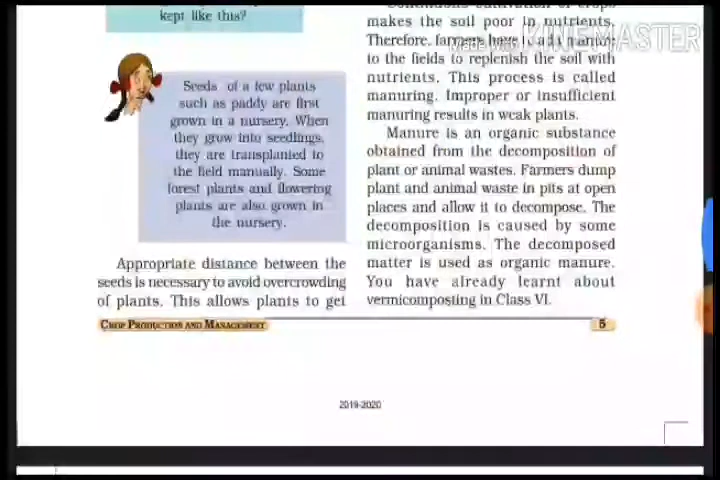 kept like this?
Seeds of a few plants
such as paddy are first
grown in a nursery. When
they grow into seedlings,
they are transplanted to
the field manually. Some
forest plants and flowering
plants are also grown in
the nursery.
Appropriate distance between the
seeds is necessary to avoid overcrowding
of plants. This allows plants to get
Continuous cultivation of crops
makes the soil poor in nutrients.
Therefore, farmers have to add manure
to the fields to replenish the soil with
nutrients. This process is called
manuring. Improper or insufficient
manuring results in weak plants.
Manure is an organic substance
obtained from the decomposition of
plant or animal wastes. Farmers dump
plant and animal waste in pits at open
places and allow it to decompose. The
decomposition is caused by some
microorganisms. The decomposed
matter is used as organic manure.
You have already learnt about
vermicomposting in Class VI.
Made with KINEMASTER
CROP PRODUCTION AND MANAGEMENT
5
2019-2020